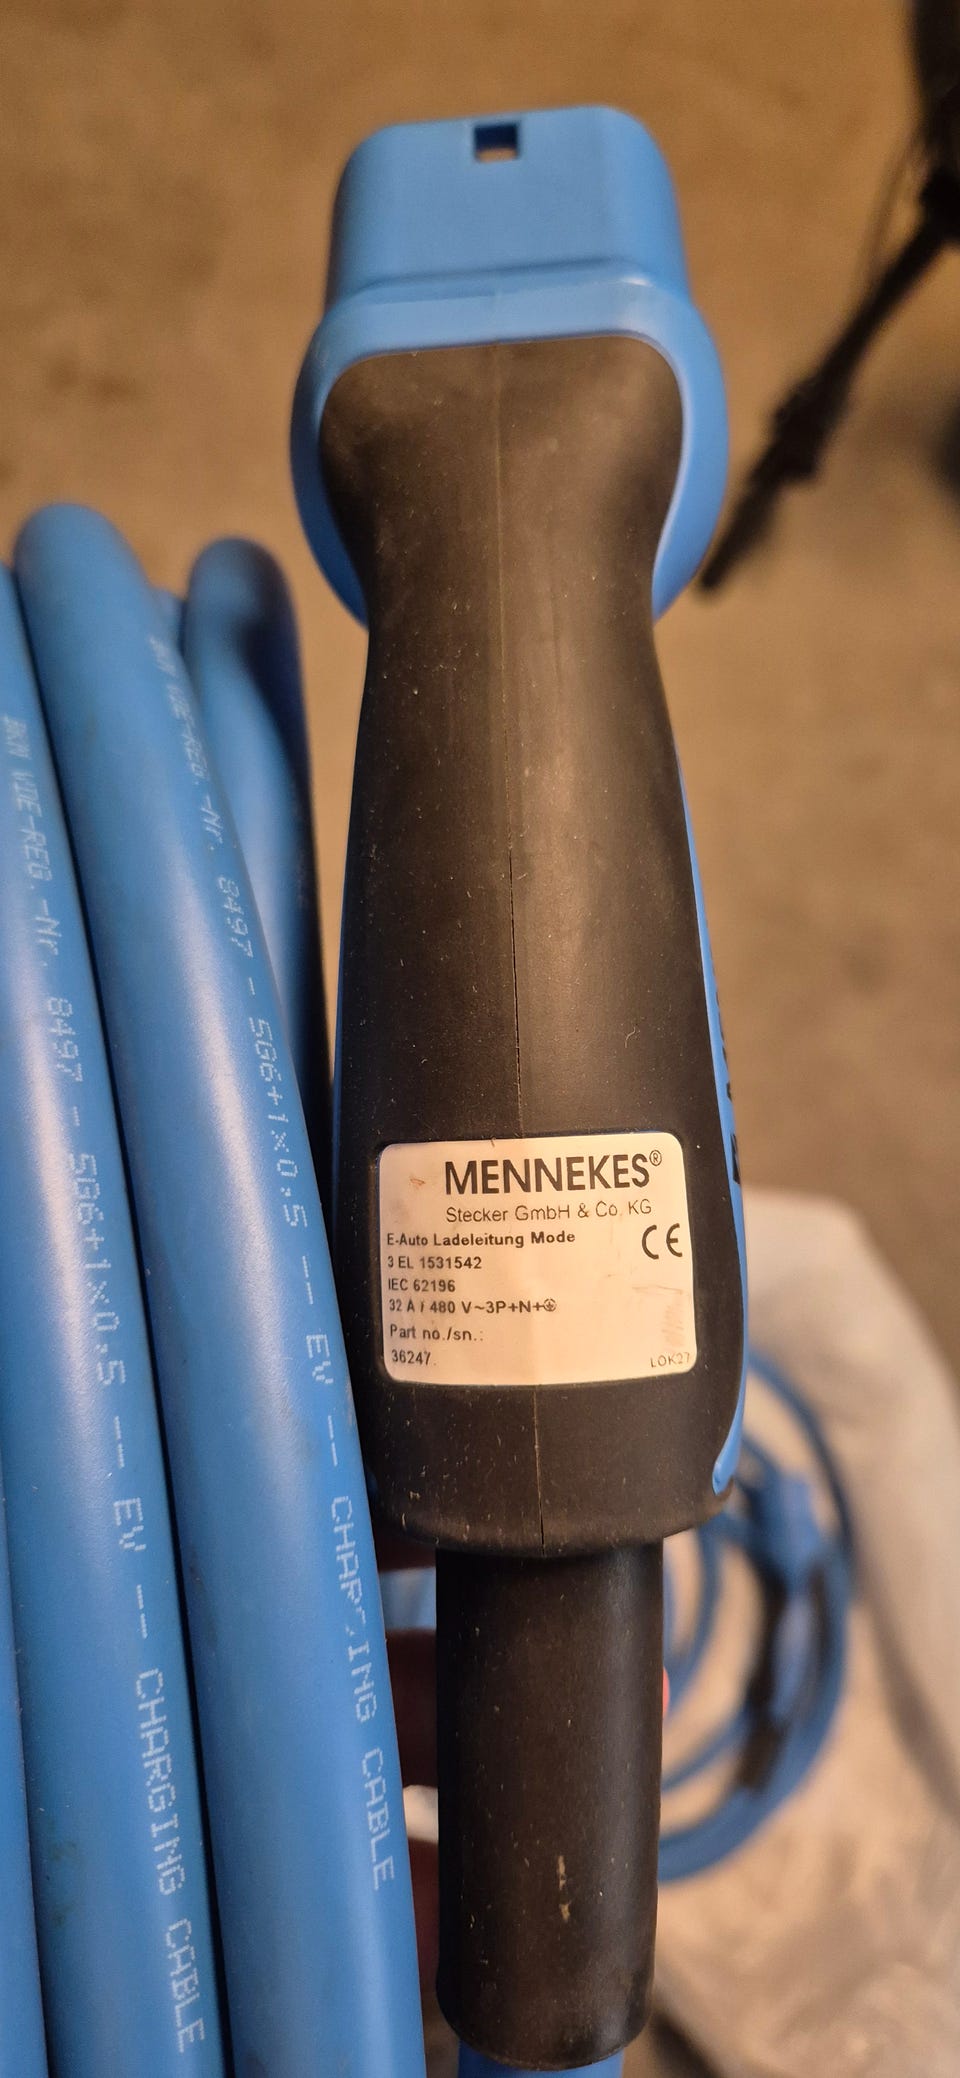 MENNEKES®
Stecker GmbH & Co. KG
E-Auto Ladeleitung Mode
3 EL 1531542
CE
IEC 62196
32 A / 480 V~3P+N+⏚
Part no./sn.:
36247.
LOK27
VDE-REG.-Nr. 8497 - 5G6+1x0.5 -- EV -- CHARGING CABLE
VDE-REG.-Nr. 8497 - 5G6+1x0.5 -- EV -- CHARGING CABLE